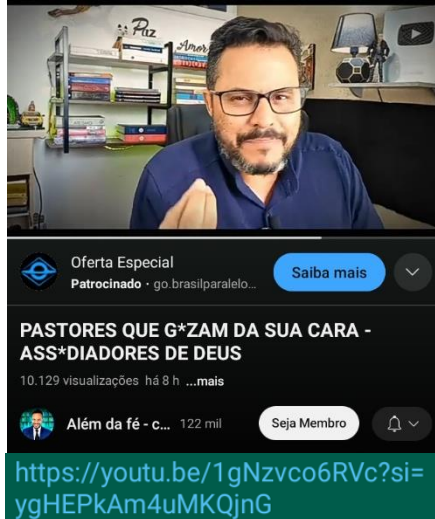 Paz
Amor
Oferta Especial
Patrocinado · go.brasilparalelo...
Saiba mais
PASTORES QUE G*ZAM DA SUA CARA -
ASS*DIADORES DE DEUS
10.129 visualizações há 8 h ...mais
Além da fé - c... 122 mil
Seja Membro
https://youtu.be/1gNzvco6RVc?si=
ygHEPkAm4uMKQjnG